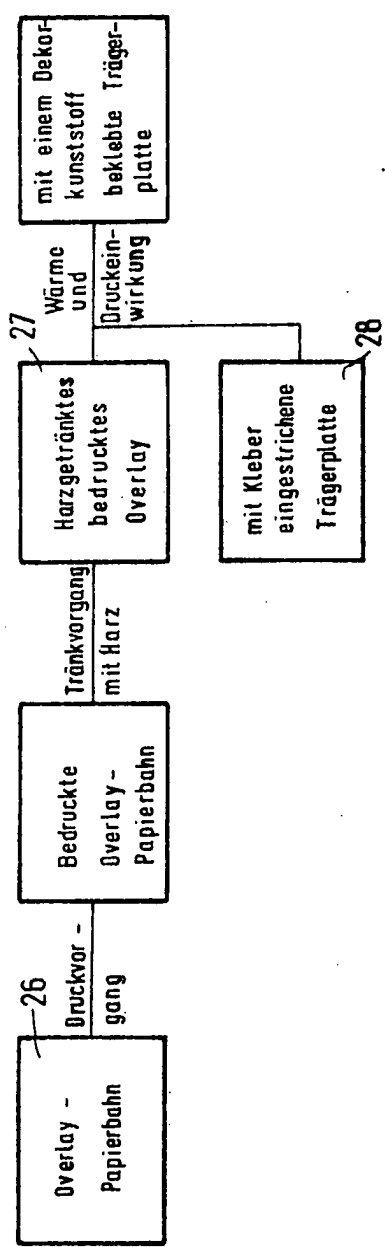 26
Overlay -
Papierbahn
Druckvor -
gang
Bedruckte
Overlay-
Papierbahn
Tränkvorgang
mit Harz
27
Harzgetränktes
bedrucktes
Overlay
Wärme
und
Druckein-
wirkung
28
mit Kleber
eingestrichene
Trägerplatte
mit einem Dekor-
kunststoff
beklebte Träger-
platte